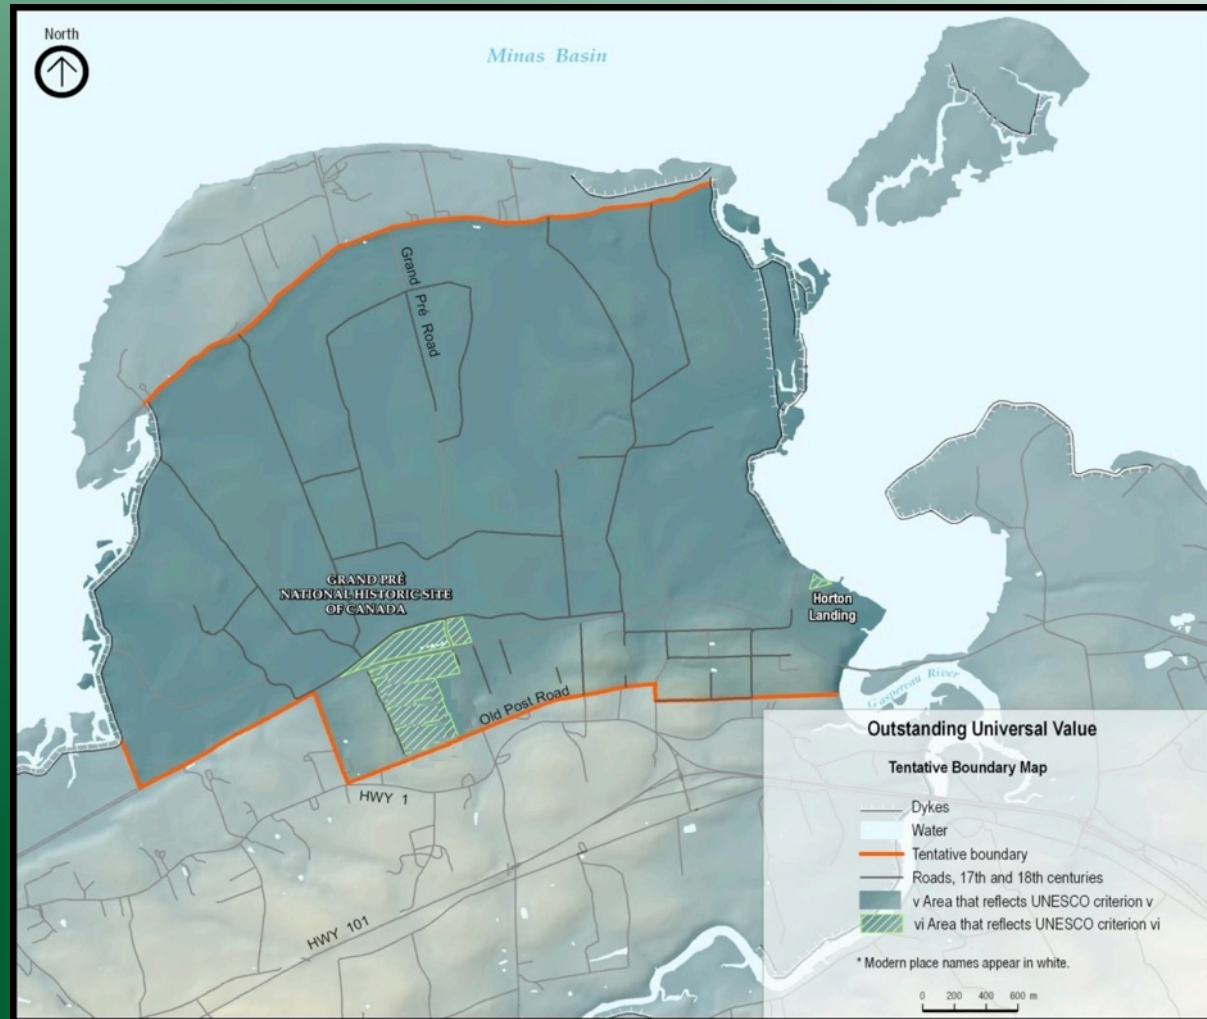 North
Minas Basin
Grand Pré Road
GRAND PRÉ
NATIONAL HISTORIC SITE
OF CANADA
Horton
Landing
Old Post Road
Gaspereau River
HWY 1
HWY 101
Outstanding Universal Value
Tentative Boundary Map
Dykes
Water
Tentative boundary
Roads, 17th and 18th centuries
v Area that reflects UNESCO criterion v
vi Area that reflects UNESCO criterion vi
* Modern place names appear in white.
0 200 400 600 m